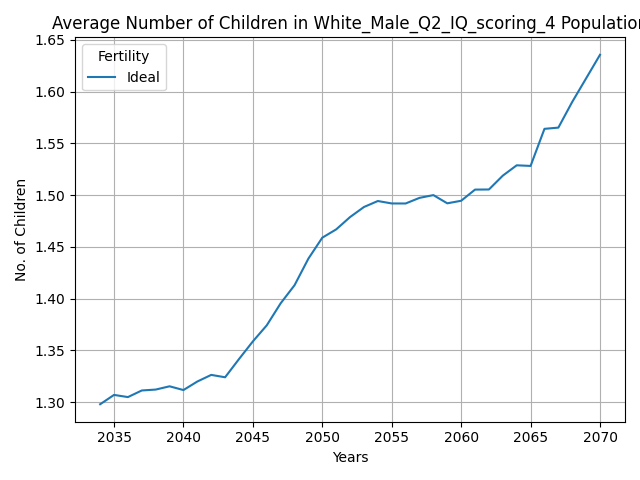 Average Number of Children in White_Male_Q2_IQ_scoring_4 Population
Fertility
Ideal
No. of Children
1.65
1.60
1.55
1.50
1.45
1.40
1.35
1.30
2035 2040 2045 2050 2055 2060 2065 2070
Years